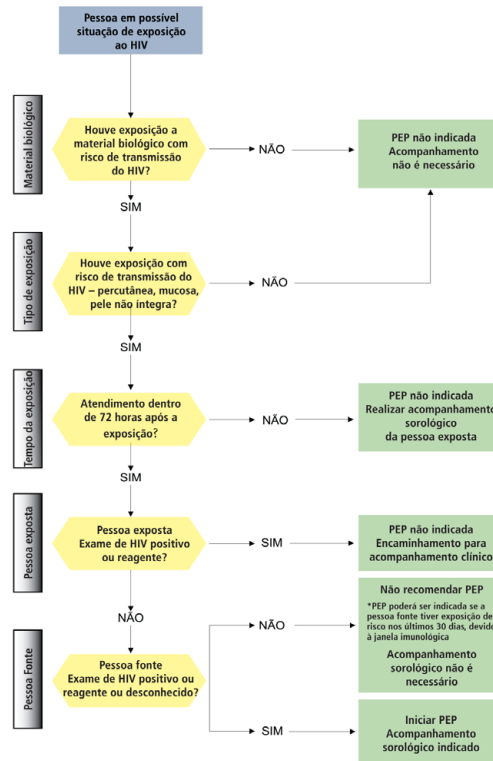 Pessoa em possível
situação de exposição
ao HIV
Material biológico
Houve exposição a
material biológico com
risco de transmissão
do HIV?
NÃO
PEP não indicada
Acompanhamento
não é necessário
SIM
Tipo de exposição
Houve exposição com
risco de transmissão do
HIV – percutânea, mucosa,
pele não íntegra?
NÃO
SIM
Tempo da exposição
Atendimento dentro
de 72 horas após a
exposição?
NÃO
PEP não indicada
Realizar acompanhamento
sorológico
da pessoa exposta
SIM
Pessoa exposta
Pessoa exposta
Exame de HIV positivo
ou reagente?
SIM
PEP não indicada
Encaminhamento para
acompanhamento clínico
NÃO
Pessoa Fonte
Pessoa fonte
Exame de HIV positivo ou
reagente ou desconhecido?
NÃO
Não recomendar PEP
*PEP poderá ser indicada se a
pessoa fonte tiver exposição de
risco nos últimos 30 dias, devido
à janela imunológica
Acompanhamento
sorológico não é
necessário
SIM
Iniciar PEP
Acompanhamento
sorológico indicado